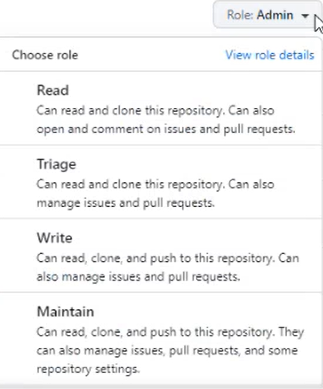 Role: Admin
Choose role View role details
Read
Can read and clone this repository. Can also
open and comment on issues and pull requests.
Triage
Can read and clone this repository. Can also
manage issues and pull requests.
Write
Can read, clone, and push to this repository. Can
also manage issues and pull requests.
Maintain
Can read, clone, and push to this repository. They
can also manage issues, pull requests, and some
repository settings.